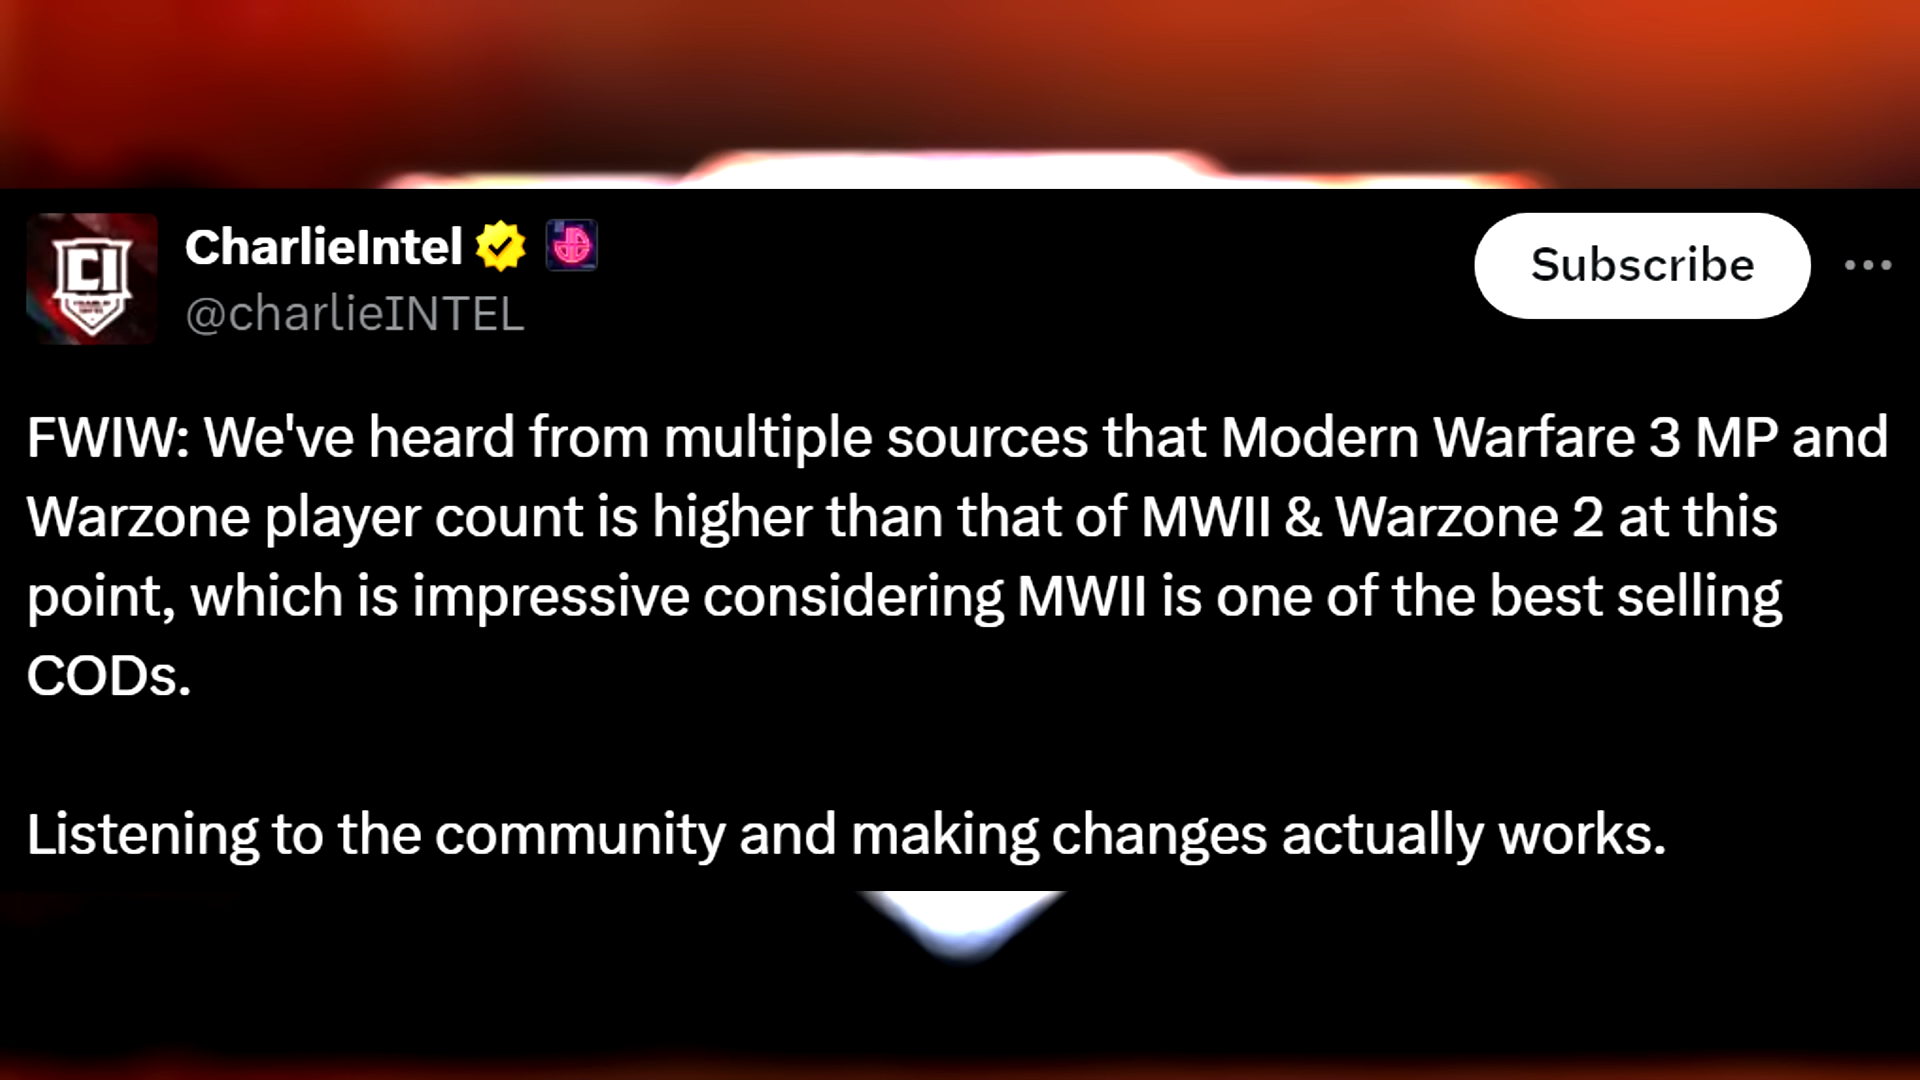 CI
CharlieIntel
@charlieINTEL
Subscribe
FWIW: We've heard from multiple sources that Modern Warfare 3 MP and
Warzone player count is higher than that of MWII & Warzone 2 at this
point, which is impressive considering MWII is one of the best selling
CODs.
Listening to the community and making changes actually works.